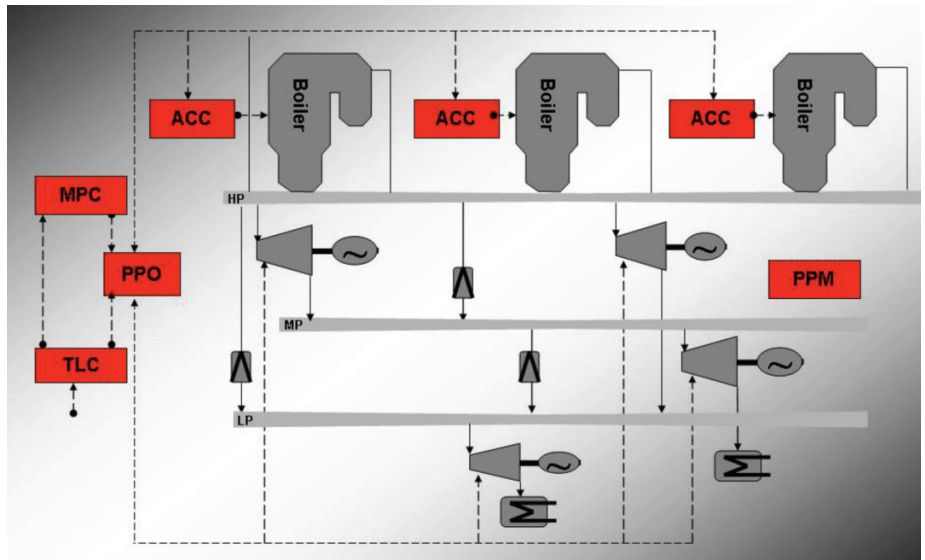 Boiler
Boiler
Boiler
ACC
ACC
ACC
MPC
HP
PPO
PPM
MP
TLC
LP